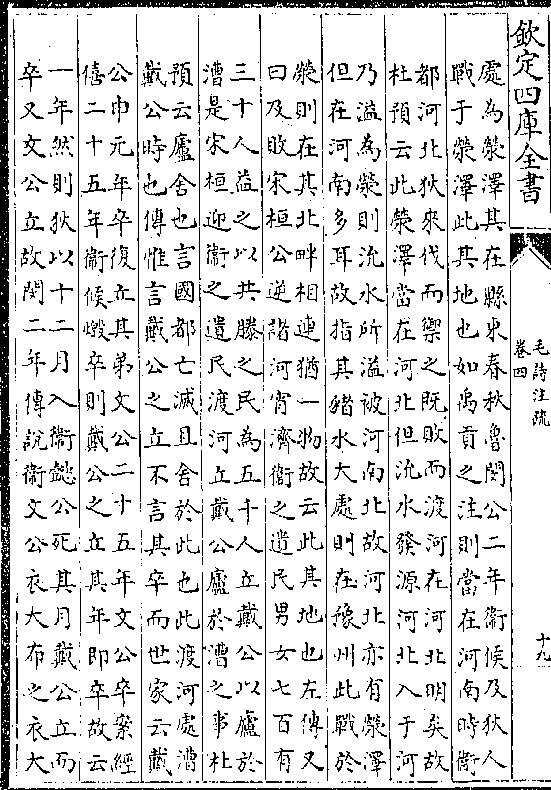 欽定四庫全書
毛詩注疏
卷四
十九
處為滎澤其在縣東春秋魯閔公二年衛侯及狄人
戰于滎澤此其地也如禹貢之注則當在河南時衛
都河北狄來伐而禦之既敗而渡河在河北明矣故
杜預云此滎澤當在河北但沇水發源河北入于河
乃溢為滎則沇水所溢被河南北故河北亦有滎澤
但在河南多耳故指其豬水大處則在豫州此戰於
滎則在其北畔相連猶一物故云此其地也左傳又
曰及敗宋桓公逆諸河宵濟衛之遺民男女七百有
三十人益之以共滕之民為五千人立戴公以廬於
漕是宋桓迎衛之遺民渡河立戴公廬於漕之事杜
預云廬舍也言國都亡滅且舍於此也此渡河處漕
戴公時也傳惟言戴公之立不言其卒而世家云戴
公申元年卒復立其弟文公二十五年文公卒案經
僖二十五年衛侯燬卒則戴公之立其年即卒故云
一年然則狄以十二月入衛懿公死其月戴公立而
卒又文公立故閔二年傳說衛文公衣大布之衣大